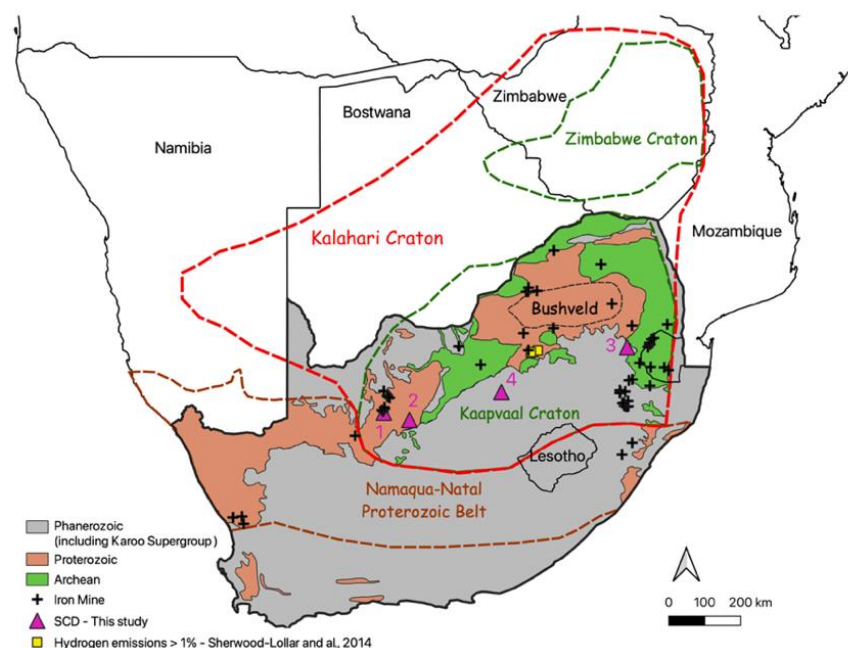 Zimbabwe
Bostwana
Namibia
Zimbabwe Craton
Kalahari Craton
Mozambique
Bushveld
3
4
2
1
Kaapvaal Craton
Lesotho
Namaqua-Natal
Proterozoic Belt
Phanerozoic
(including Karoo Supergroup)
Proterozoic
Archean
Iron Mine
SCD - This study
Hydrogen emissions > 1% - Sherwood-Lollar and al., 2014
0 100 200 km